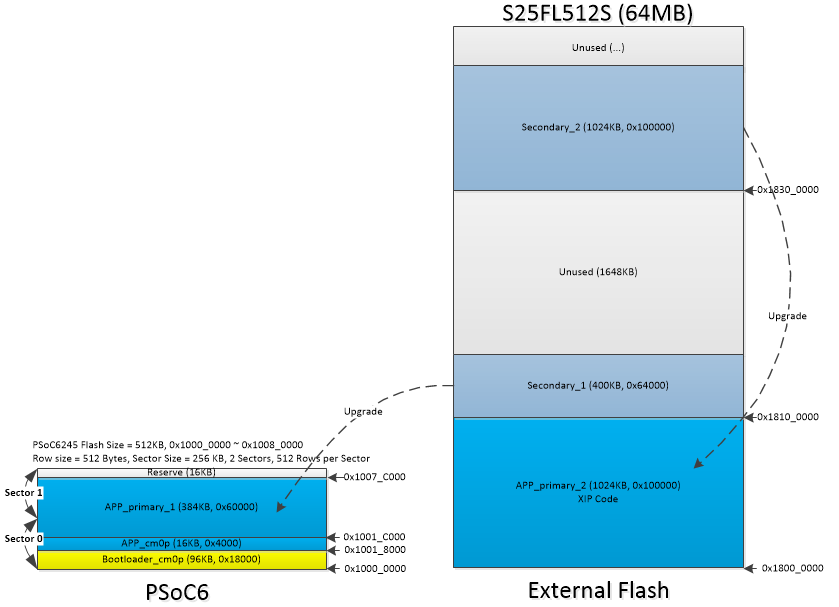 S25FL512S (64MB)
Unused (...)
Secondary_2 (1024KB, 0x100000)
0x1830_0000
Unused (1648KB)
Upgrade
Secondary_1 (400KB, 0x64000)
Upgrade
0x1810_0000
PSoC6245 Flash Size = 512KB, 0x1000_0000 ~ 0x1008_0000
Row size = 512 Bytes, Sector Size = 256 KB, 2 Sectors, 512 Rows per Sector
Reserve (16KB)
0x1007_C000
Sector 1
APP_primary_1 (384KB, 0x60000)
APP_primary_2 (1024KB, 0x100000)
XIP Code
Sector 0
0x1001_C000
APP_cm0p (16KB, 0x4000)
0x1001_8000
Bootloader_cm0p (96KB, 0x18000)
0x1000_0000
0x1800_0000
PSoC6
External Flash